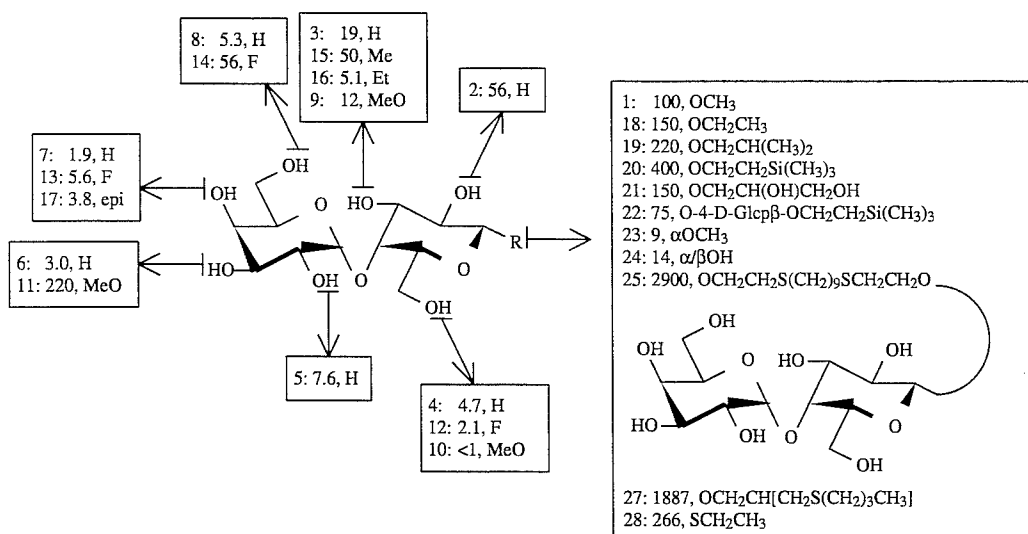 8: 5.3, H
14: 56, F
3: 19, H
15: 50, Me
16: 5.1, Et
9: 12, MeO
2: 56, H
7: 1.9, H
13: 5.6, F
17: 3.8, epi
6: 3.0, H
11: 220, MeO
5: 7.6, H
4: 4.7, H
12: 2.1, F
10: <1, MeO
OH
OH
HO
OH
O
HO
OH
O
O
OH
R
1: 100, OCH₃
18: 150, OCH₂CH₃
19: 220, OCH₂CH(CH₃)₂
20: 400, OCH₂CH₂Si(CH₃)₃
21: 150, OCH₂CH(OH)CH₂OH
22: 75, O-4-D-Glcpβ-OCH₂CH₂Si(CH₃)₃
23: 9, αOCH₃
24: 14, α/βOH
25: 2900, OCH₂CH₂S(CH₂)₉SCH₂CH₂O
OH
OH
HO
OH
O
HO
OH
O
O
OH
27: 1887, OCH₂CH[CH₂S(CH₂)₃CH₃]
28: 266, SCH₂CH₃